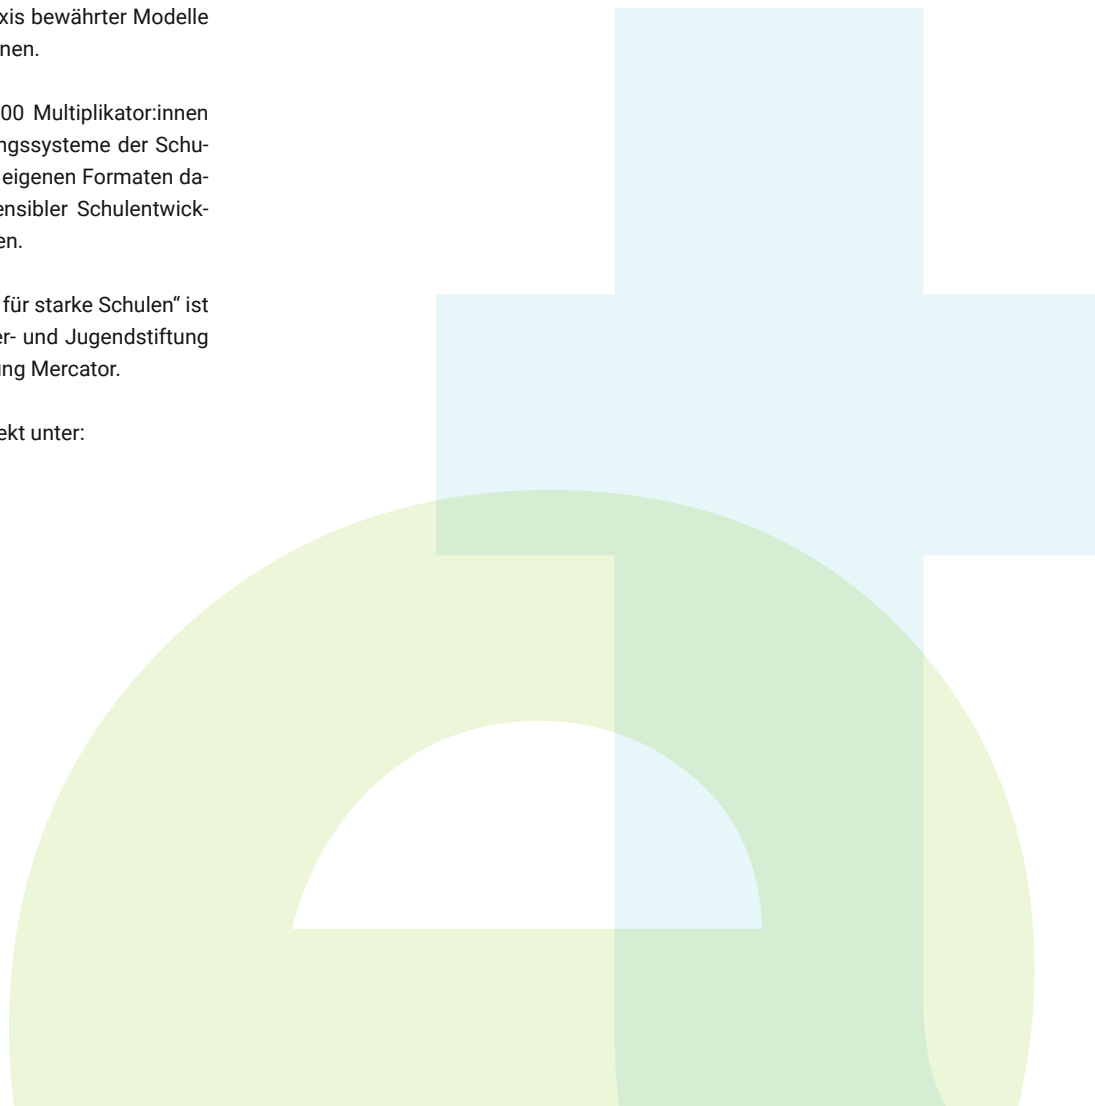 xis bewährter Modelle
nen.
00 Multiplikator:innen
ngssysteme der Schu-
eigenen Formaten da-
ensibler Schulentwick-
en.
für starke Schulen“ ist
er- und Jugendstiftung
ung Mercator.
ekt unter: